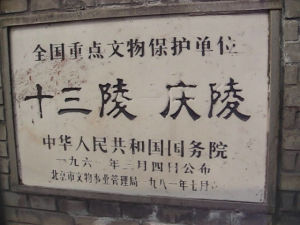 全国重点文物保护单位
十三陵 庆陵
中华人民共和国国务院
一九六一年三月四日公布
北京市文物事业管理局 一九八一年七月